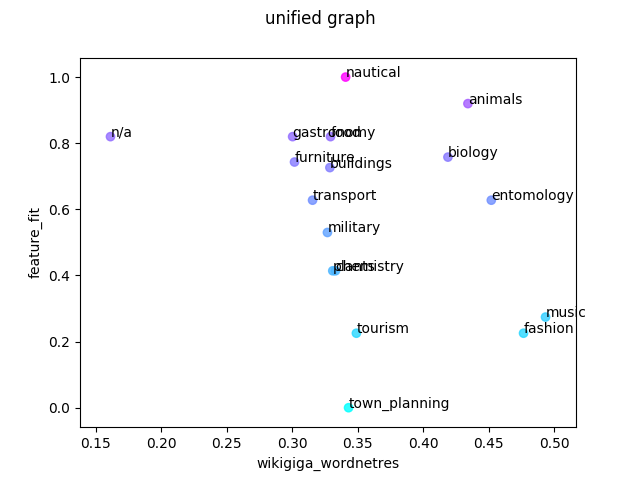 unified graph
nautical
animals
n/a
gastronomy
food
biology
furniture
buildings
transport
entomology
military
chemistry
music
tourism
fashion
town_planning
feature_fit
1.0
0.8
0.6
0.4
0.2
0.0
0.15
0.20
0.25
0.30
0.35
0.40
0.45
0.50
wikigiga_wordnetres